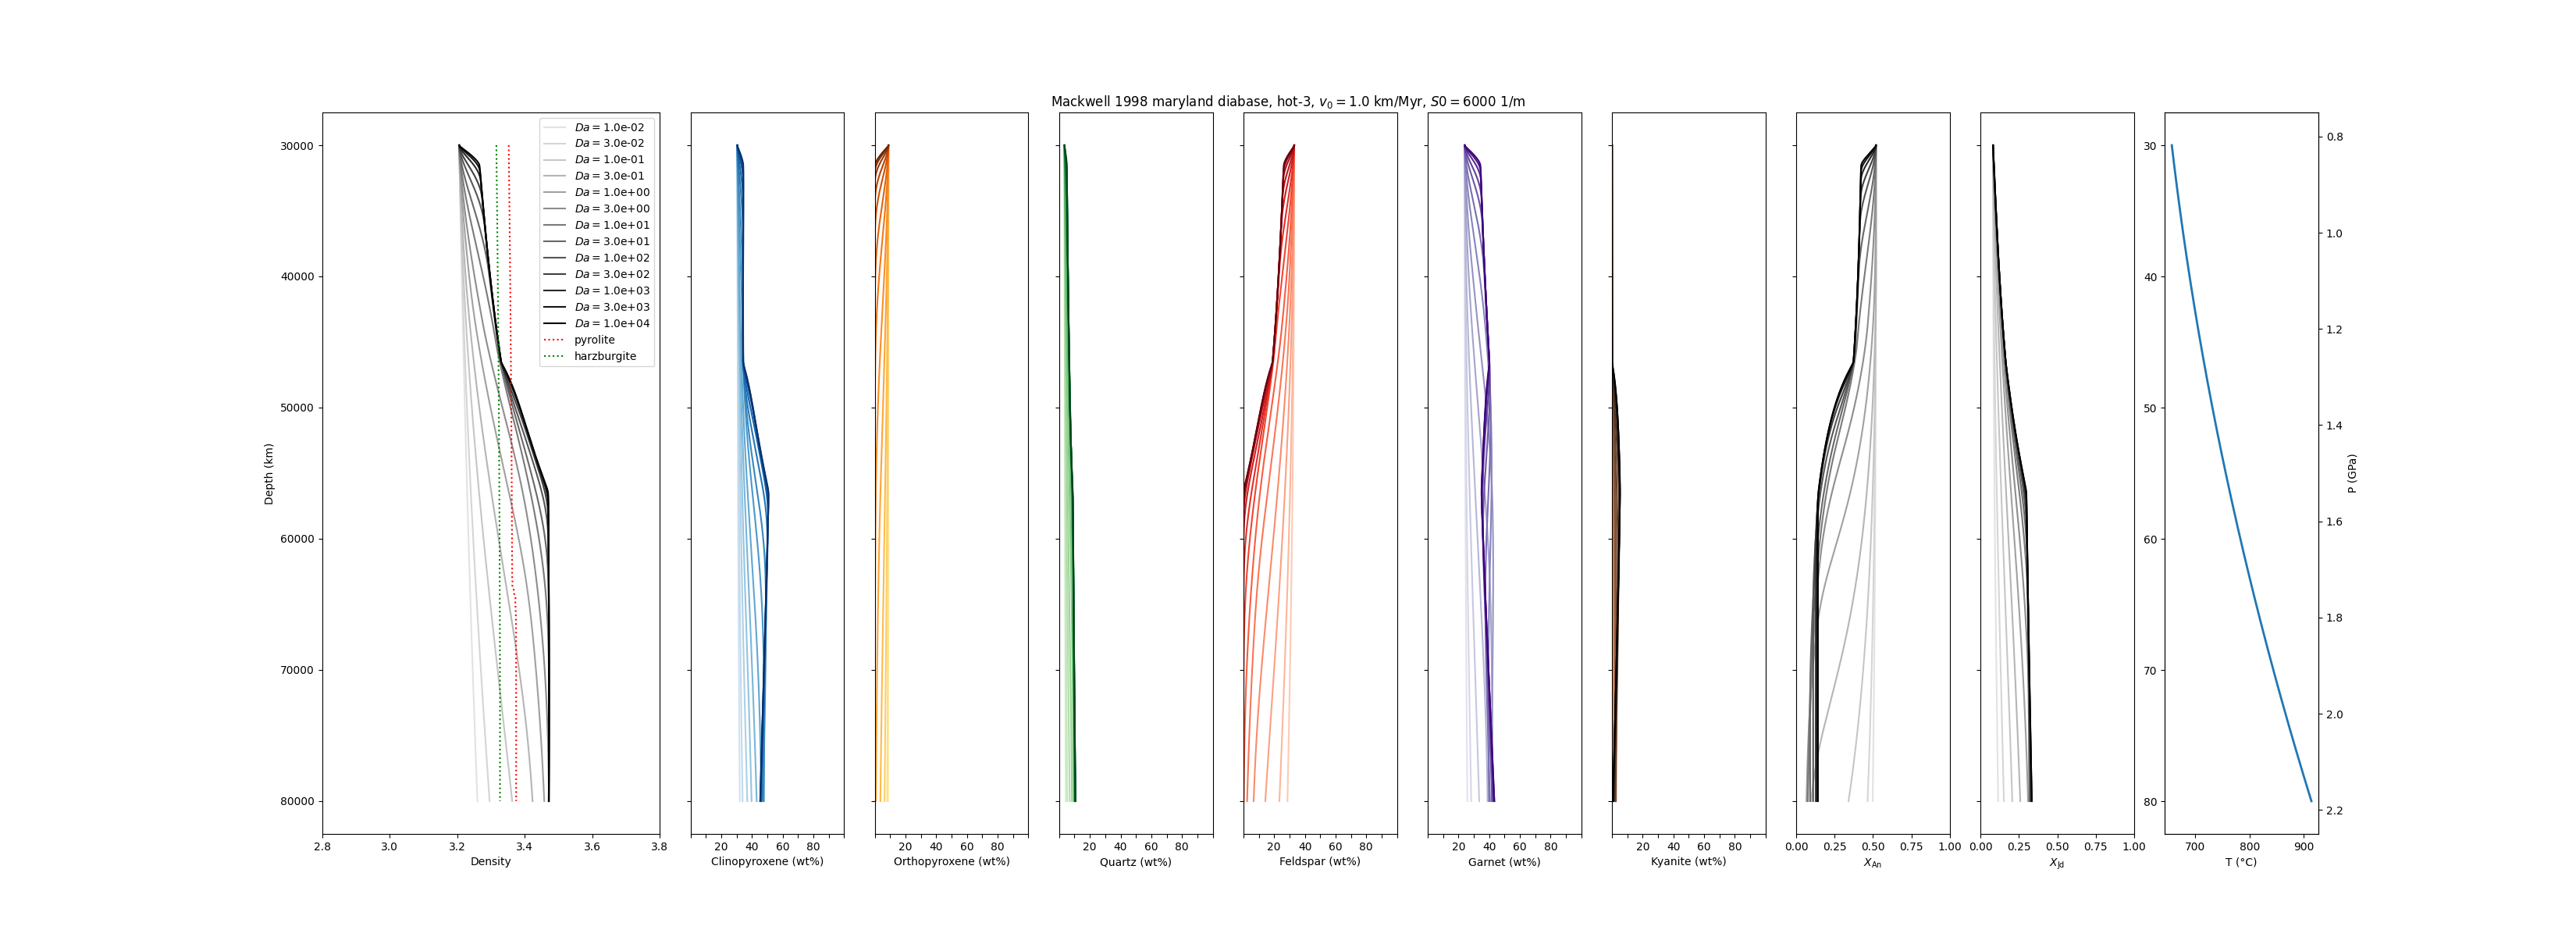 Mackwell 1998 maryland diabase, hot-3, v₀ = 1.0 km/Myr, S0 = 6000 1/m
Da = 1.0e-02
Da = 3.0e-02
Da = 1.0e-01
Da = 3.0e-01
Da = 1.0e+00
Da = 3.0e+00
Da = 1.0e+01
Da = 3.0e+01
Da = 1.0e+02
Da = 3.0e+02
Da = 1.0e+03
Da = 3.0e+03
Da = 1.0e+04
pyrolite
harzburgite
Depth (km)
30000
40000
50000
60000
70000
80000
2.8 3.0 3.2 3.4 3.6 3.8
Density
20 40 60 80
Clinopyroxene (wt%)
20 40 60 80
Orthopyroxene (wt%)
20 40 60 80
Quartz (wt%)
20 40 60 80
Feldspar (wt%)
20 40 60 80
Garnet (wt%)
20 40 60 80
Kyanite (wt%)
0.00 0.25 0.50 0.75 1.00
X_An
0.00 0.25 0.50 0.75 1.00
X_Jd
30
40
50
60
70
80
700 800 900
T (°C)
0.8
1.0
1.2
1.4
1.6
1.8
2.0
2.2
P (GPa)